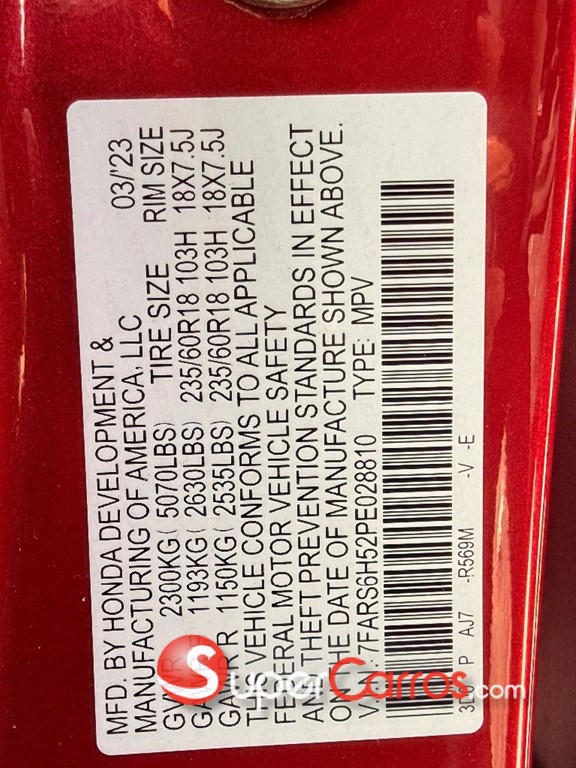 MFD. BY HONDA DEVELOPMENT & 03/'23
MANUFACTURING OF AMERICA, LLC
2300KG ( 5070LBS) TIRE SIZE RIM SIZE
1193KG ( 2630LBS) 235/60R18 103H 18X7.5J
1150KG ( 2535LBS) 235/60R18 103H 18X7.5J
THIS VEHICLE CONFORMS TO ALL APPLICABLE
FEDERAL MOTOR VEHICLE SAFETY
AND THEFT PREVENTION STANDARDS IN EFFECT
ON THE DATE OF MANUFACTURE SHOWN ABOVE.
7FARS6H52PE028810 TYPE: MPV
P AJ7 -R569M -V -E
SuperCarros.com